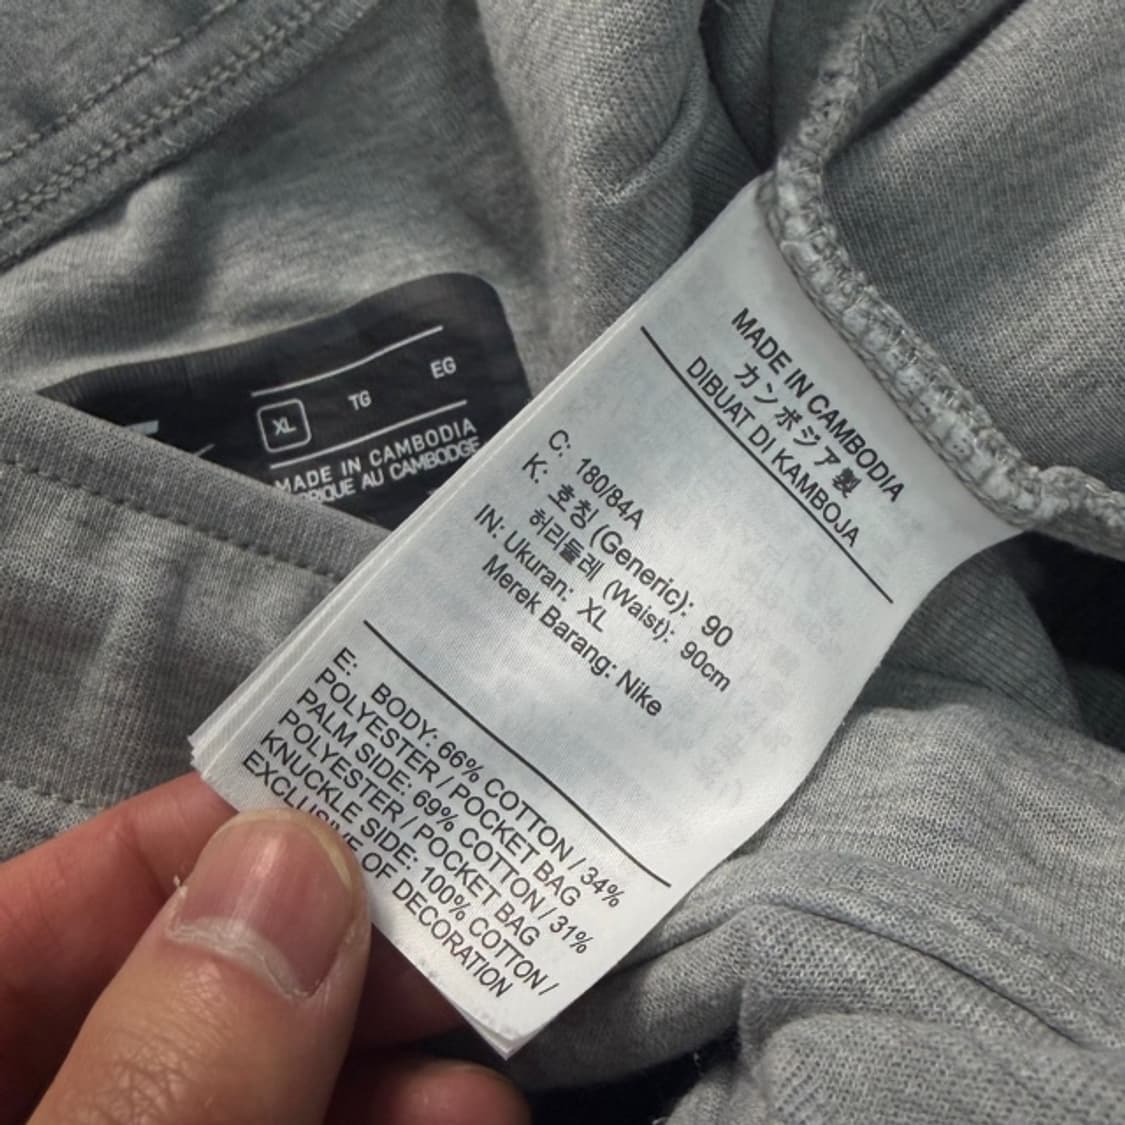 XL TG EG
MADE IN CAMBODIA
RIQUE AU CAMBODGE
MADE IN CAMBODIA
カンボジア製
DIBUAT DI KAMBOJA
C: 180/84A
K: 호칭 (Generic): 90
허리둘레 (Waist): 90cm
IN: Ukuran: XL
Merek Barang: Nike
E: BODY: 66% COTTON / 34%
POLYESTER / POCKET BAG
PALM SIDE: 69% COTTON / 31%
POLYESTER / POCKET BAG
KNUCKLE SIDE: 100% COTTON /
EXCLUSIVE OF DECORATION